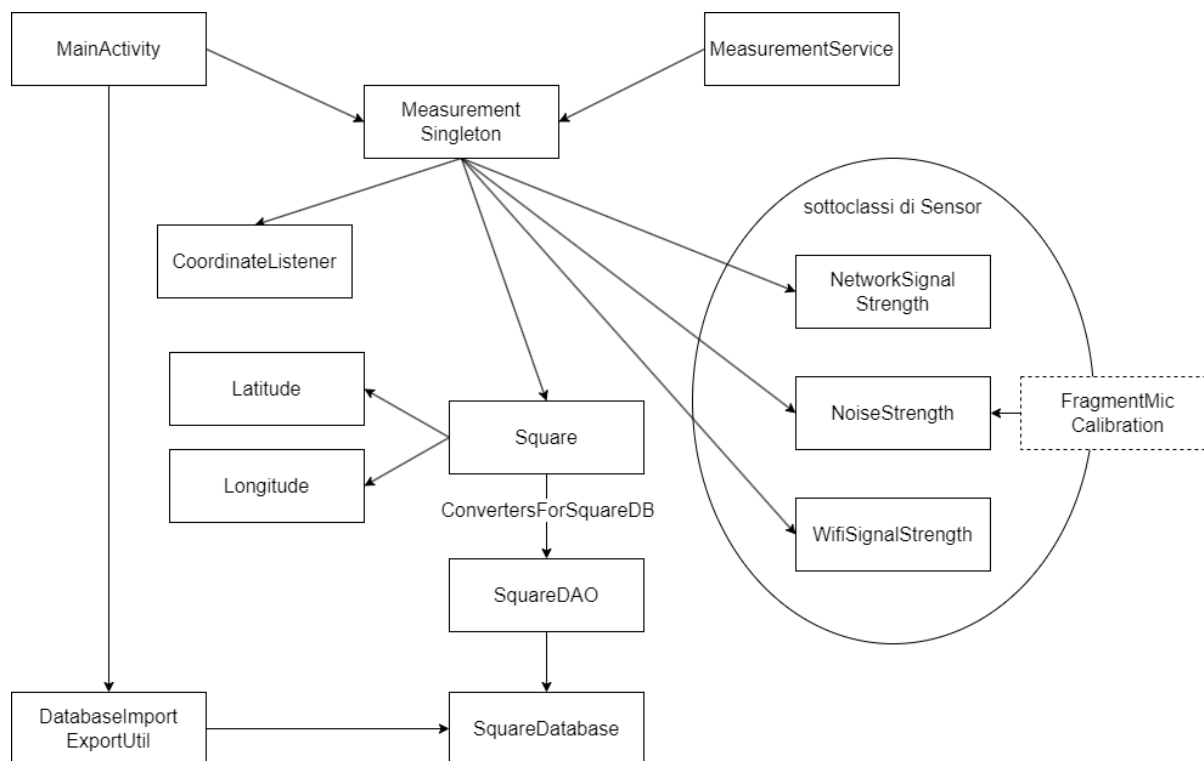 MainActivity
MeasurementService
Measurement
Singleton
sottoclassi di Sensor
CoordinateListener
NetworkSignal
Strength
Latitude
NoiseStrength
FragmentMic
Calibration
Square
Longitude
ConvertersForSquareDB
WifiSignalStrength
SquareDAO
DatabaseImport
ExportUtil
SquareDatabase